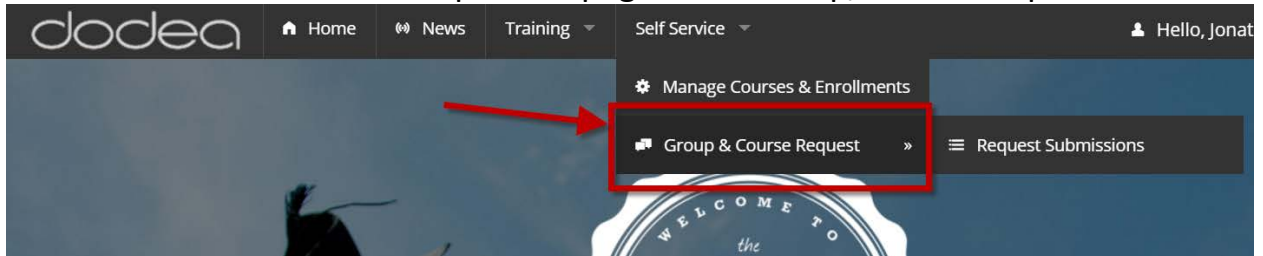 dodea Home News Training Self Service Hello, Jonat
Manage Courses & Enrollments
Group & Course Request » Request Submissions
WELCOME TO
the